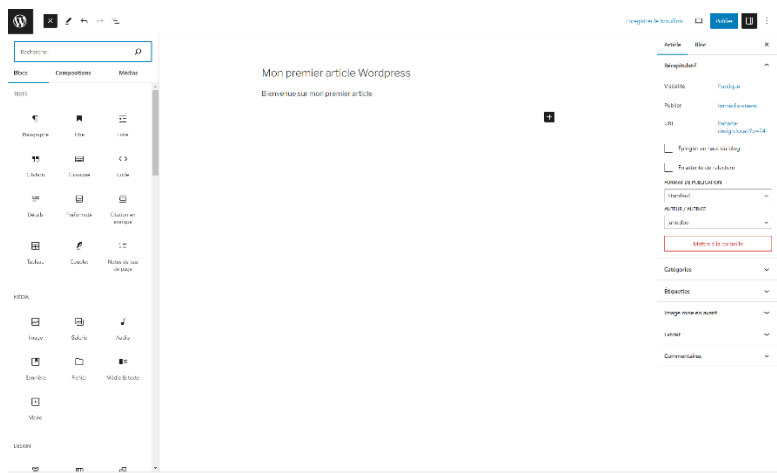 Enregistrer le brouillon
Publier
Rechercher
Blocs Compositions Médias
TEXTE
Paragraphe Titre Liste
Citation Classique Code
Détails Préformaté Citation en exergue
Tableau Couplet Notes de bas de page
MÉDIA
Image Galerie Audio
Bannière Fichier Média & texte
DESIGN
Mon premier article Wordpress
Bienvenue sur mon premier article
Article Bloc
Récapitulatif
Visibilité Publique
Publier Immédiatement
URL
Épingler en haut du blog
En attente de relecture
FORMAT DE PUBLICATION
Standard
AUTEUR / AUTRICE
Mettre à la corbeille
Catégories
Étiquettes
Image mise en avant
Extrait
Commentaires